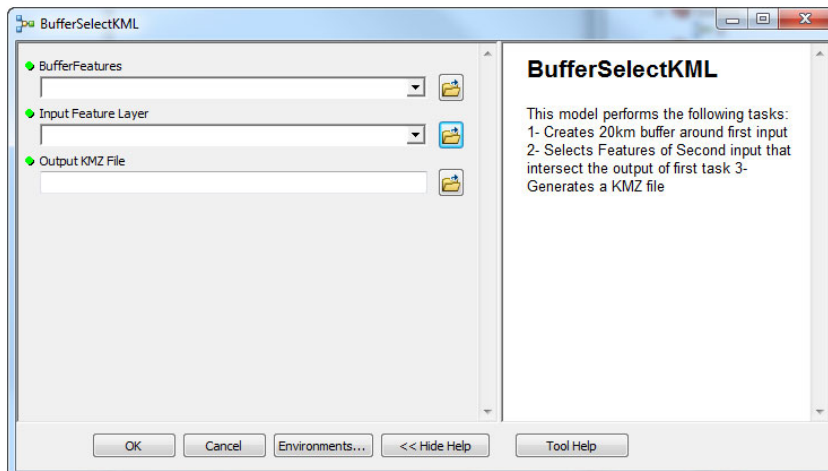 BufferSelectKML
BufferFeatures
Input Feature Layer
Output KMZ File
BufferSelectKML
This model performs the following tasks:
1- Creates 20km buffer around first input
2- Selects Features of Second input that
intersect the output of first task 3-
Generates a KMZ file
OK
Cancel
Environments...
<< Hide Help
Tool Help